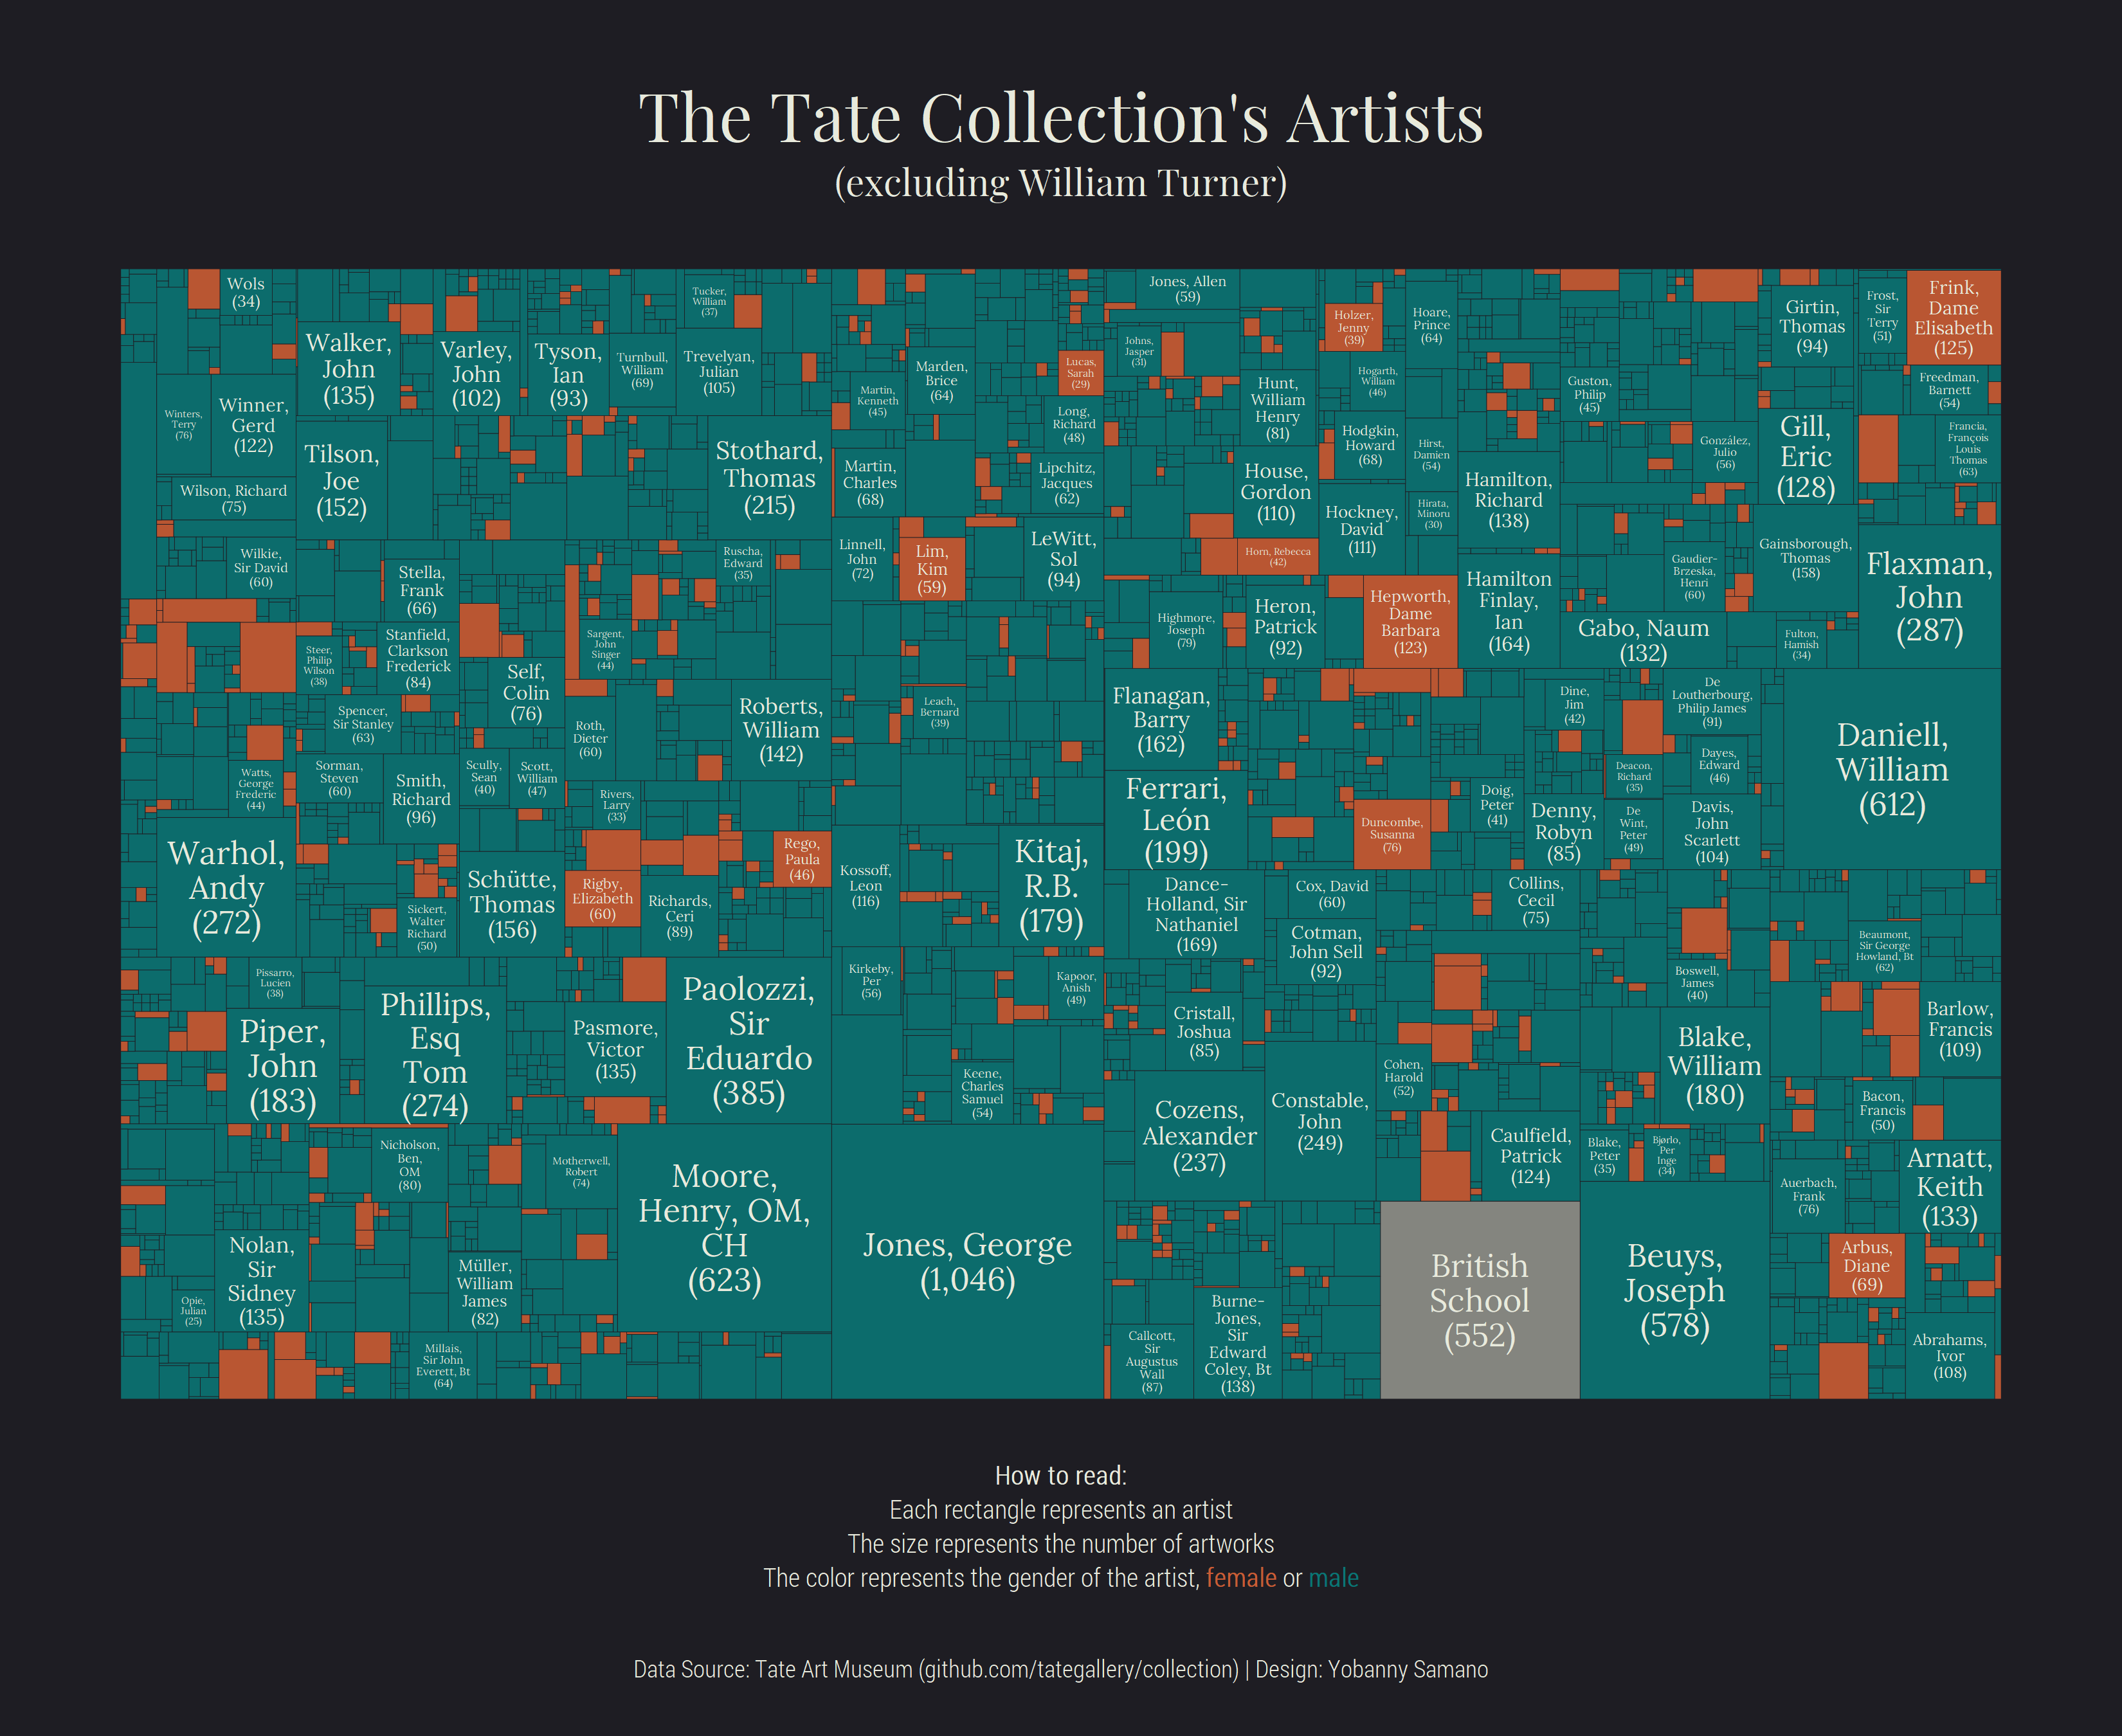 The Tate Collection's Artists
(excluding William Turner)
Wols
(34)
Walker,
John
(135)
Varley,
John
(102)
Tyson,
Ian
(93)
Turnbull,
William
(69)
Tucker,
William
(37)
Trevelyan,
Julian
(105)
Winters,
Terry
(76)
Winner,
Gerd
(122)
Wilson, Richard
(75)
Tilson,
Joe
(152)
Stothard,
Thomas
(215)
Wilkie,
Sir David
(60)
Stella,
Frank
(66)
Ruscha,
Edward
(35)
Steer,
Philip
Wilson
(38)
Stanfield,
Clarkson
Frederick
(84)
Self,
Colin
(76)
Sargent,
John
Singer
(44)
Spencer,
Sir Stanley
(63)
Roth,
Dieter
(60)
Roberts,
William
(142)
Watts,
George
Frederic
(44)
Sorman,
Steven
(60)
Smith,
Richard
(96)
Scully,
Sean
(40)
Scott,
William
(47)
Rivers,
Larry
(33)
Warhol,
Andy
(272)
Sickert,
Walter
Richard
(50)
Schütte,
Thomas
(156)
Rigby,
Elizabeth
(60)
Richards,
Ceri
(89)
Rego,
Paula
(46)
Pissarro,
Lucien
(38)
Piper,
John
(183)
Phillips,
Esq
Tom
(274)
Pasmore,
Victor
(135)
Paolozzi,
Sir
Eduardo
(385)
Opie,
Julian
(25)
Nolan,
Sir
Sidney
(135)
Nicholson,
Ben,
OM
(80)
Müller,
William
James
(82)
Motherwell,
Robert
(74)
Moore,
Henry, OM,
CH
(623)
Millais,
Sir John
Everett, Bt
(64)
Martin,
Kenneth
(45)
Marden,
Brice
(64)
Lucas,
Sarah
(29)
Long,
Richard
(48)
Martin,
Charles
(68)
Lipchitz,
Jacques
(62)
Linnell,
John
(72)
Lim,
Kim
(59)
LeWitt,
Sol
(94)
Leach,
Bernard
(39)
Kossoff,
Leon
(116)
Kitaj,
R.B.
(179)
Kirkeby,
Per
(56)
Kapoor,
Anish
(49)
Keene,
Charles
Samuel
(54)
Jones, George
(1,046)
Jones, Allen
(59)
Johns,
Jasper
(31)
Holzer,
Jenny
(39)
Hoare,
Prince
(64)
Hunt,
William
Henry
(81)
Hogarth,
William
(46)
House,
Gordon
(110)
Hodgkin,
Howard
(68)
Hirst,
Damien
(54)
Hockney,
David
(111)
Hirata,
Minoru
(30)
Horn, Rebecca
(42)
Highmore,
Joseph
(79)
Heron,
Patrick
(92)
Hepworth,
Dame
Barbara
(123)
Hamilton,
Richard
(138)
Hamilton
Finlay,
Ian
(164)
Guston,
Philip
(45)
González,
Julio
(56)
Girtin,
Thomas
(94)
Gill,
Eric
(128)
Gaudier-
Brzeska,
Henri
(60)
Gainsborough,
Thomas
(158)
Gabo, Naum
(132)
Fulton,
Hamish
(34)
Frost,
Sir
Terry
(51)
Frink,
Dame
Elisabeth
(125)
Freedman,
Barnett
(54)
Francia,
François
Louis
Thomas
(63)
Flaxman,
John
(287)
Flanagan,
Barry
(162)
Ferrari,
León
(199)
Duncombe,
Susanna
(76)
Doig,
Peter
(41)
Dine,
Jim
(42)
Denny,
Robyn
(85)
De
Loutherbourg,
Philip James
(91)
Deacon,
Richard
(35)
Dayes,
Edward
(46)
De
Wint,
Peter
(49)
Davis,
John
Scarlett
(104)
Daniell,
William
(612)
Dance-
Holland, Sir
Nathaniel
(169)
Cox, David
(60)
Cotman,
John Sell
(92)
Cristall,
Joshua
(85)
Cozens,
Alexander
(237)
Constable,
John
(249)
Collins,
Cecil
(75)
Cohen,
Harold
(52)
Caulfield,
Patrick
(124)
Callcott,
Sir
Augustus
Wall
(87)
Burne-
Jones,
Sir
Edward
Coley, Bt
(138)
British
School
(552)
Boswell,
James
(40)
Blake,
William
(180)
Blake,
Peter
(35)
Bjørlo,
Per
Inge
(34)
Beuys,
Joseph
(578)
Beaumont,
Sir George
Howland, Bt
(62)
Barlow,
Francis
(109)
Bacon,
Francis
(50)
Auerbach,
Frank
(76)
Arnatt,
Keith
(133)
Arbus,
Diane
(69)
Abrahams,
Ivor
(108)
How to read:
Each rectangle represents an artist
The size represents the number of artworks
The color represents the gender of the artist, female or male
Data Source: Tate Art Museum (github.com/tategallery/collection) | Design: Yobanny Samano